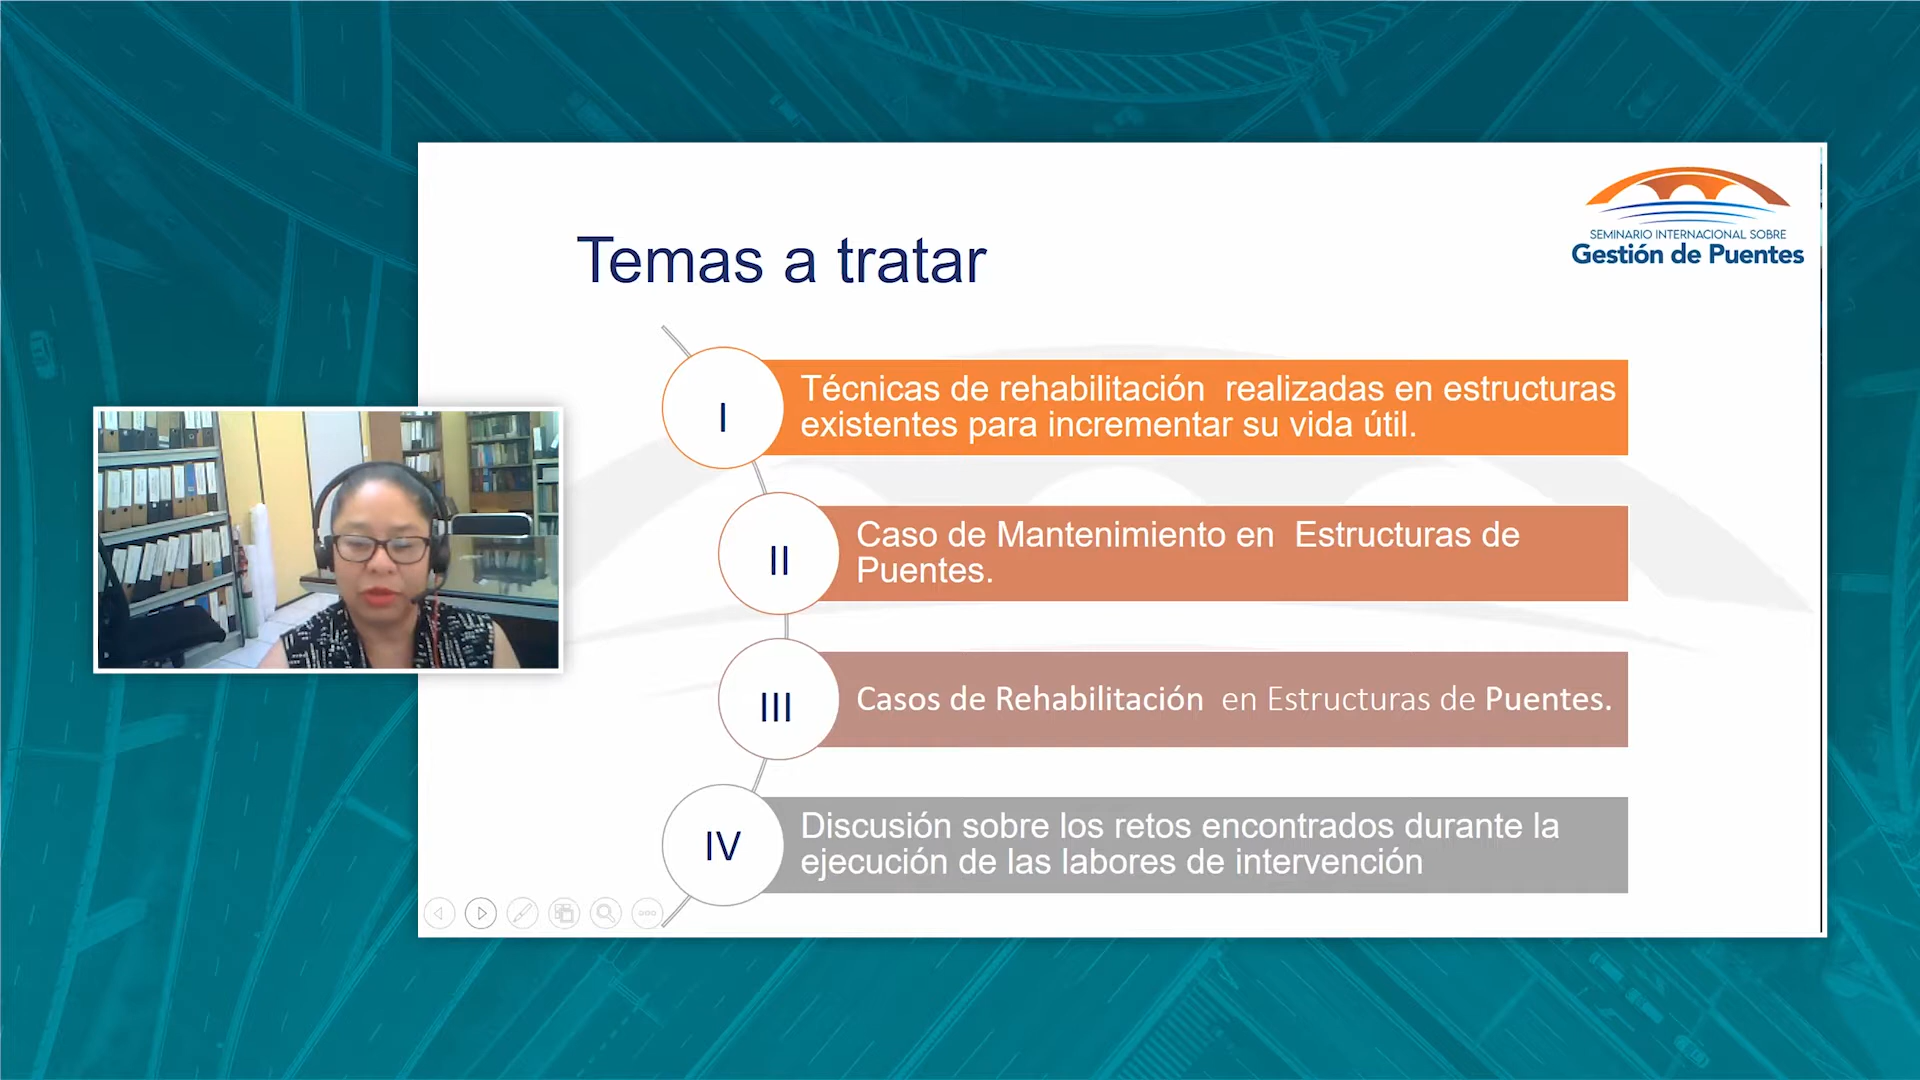 SEMINARIO INTERNACIONAL SOBRE
Gestión de Puentes
Temas a tratar
I
Técnicas de rehabilitación realizadas en estructuras
existentes para incrementar su vida útil.
II
Caso de Mantenimiento en Estructuras de
Puentes.
III
Casos de Rehabilitación en Estructuras de Puentes.
IV
Discusión sobre los retos encontrados durante la
ejecución de las labores de intervención